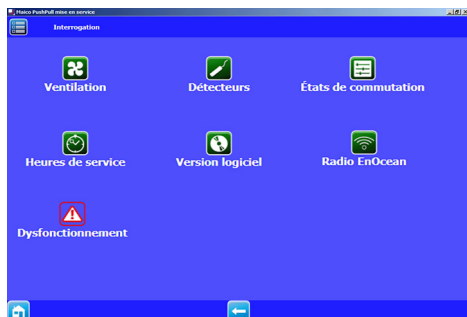 Haico PushPull mise en service
Interrogation
Ventilation
Détecteurs
États de commutation
Heures de service
Version logiciel
Radio EnOcean
Dysfonctionnement